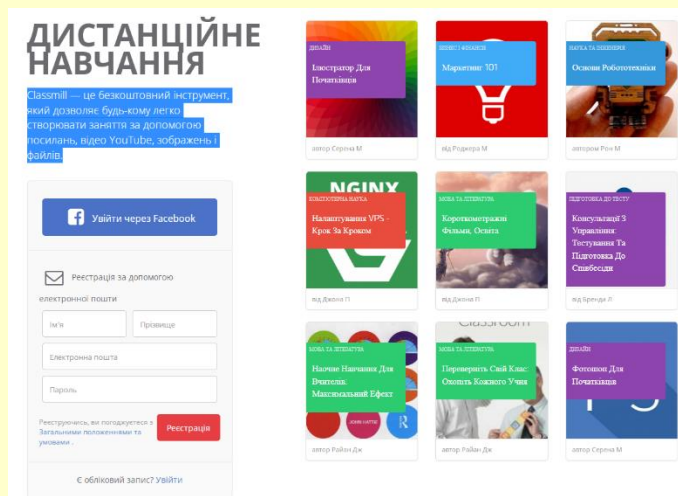 ДИСТАНЦІЙНЕ
НАВЧАННЯ
Classmill — це безкоштовний інструмент,
який дозволяє будь-кому легко
створювати заняття за допомогою
посилань, відео YouTube, зображень і
файлів.
Увійти через Facebook
Реєстрація за допомогою
електронної пошти
Ім'я
Прізвище
Електронна пошта
Пароль
Реєструючись, ви погоджуєтеся з
Загальними положеннями та
умовами .
Реєстрація
Є обліковий запис? Увійти
ДИЗАЙН
Ілюстратор Для
Початківців
автор Серена М
БІЗНЕС І ФІНАНСИ
Маркетинг 101
від Роджера М
НАУКА ТА ІНЖЕНЕРІЯ
Основи Робототехніки
автором Рон М
NGINX
КОМП'ЮТЕРНА НАУКА
Налаштування VPS -
Крок За Кроком
від Джона П
МОВА ТА ЛІТЕРАТУРА
Короткометражні
Фільми, Освіта
від Джона П
ПІДГОТОВКА ДО ТЕСТУ
Консультації З
Управління:
Тестування Та
Підготовка До
Співбесіди
від Бренда Л
МОВА ТА ЛІТЕРАТУРА
Наочне Навчання Для
Вчителів:
Максимальний Ефект
JOHN HATTIE
R
автор Райан Дж
Classroom
МОВА ТА ЛІТЕРАТУРА
Переверніть Свій Клас:
Охопіть Кожного Учня
автор Райан Дж
ДИЗАЙН
Фотошоп Для
Початківців
автор Серена М